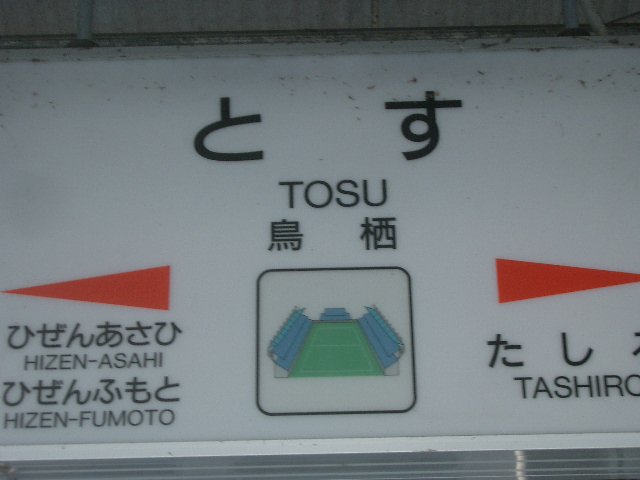 とす
TOSU
鳥栖
ひぜんあさひ
HIZEN-ASAHI
ひぜんふもと
HIZEN-FUMOTO
たし
TASHIRO